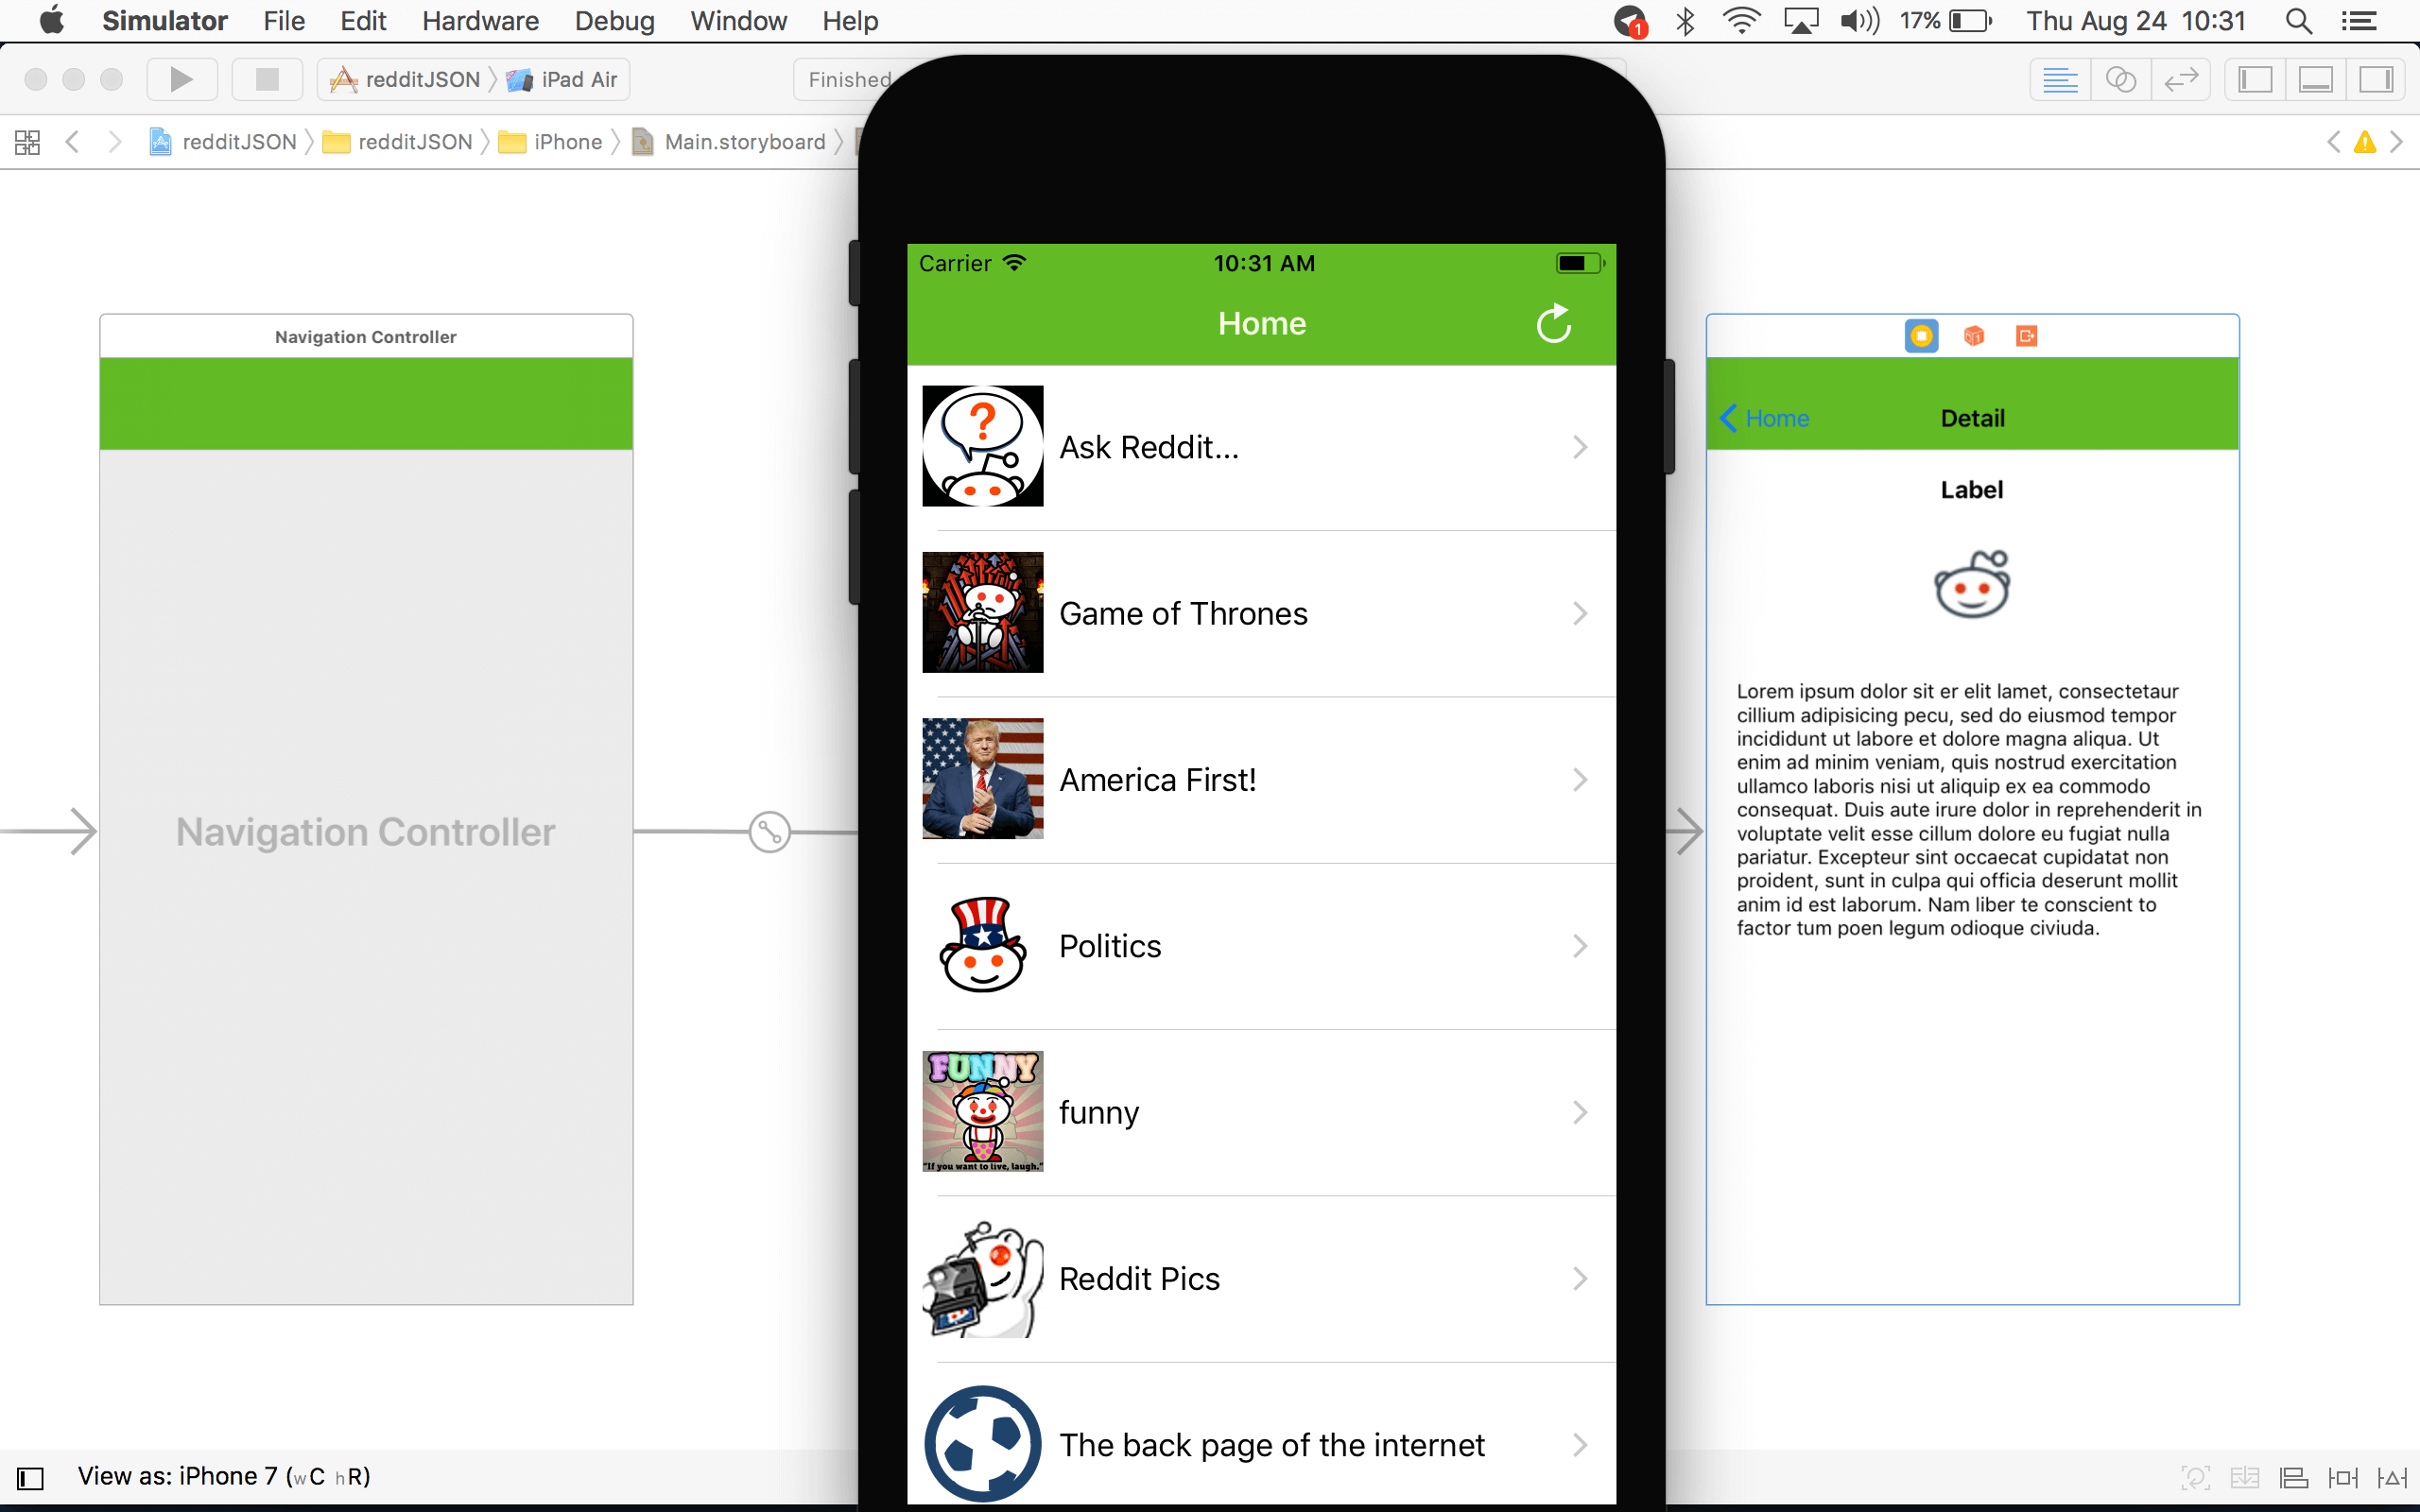 Simulator File Edit Hardware Debug Window Help 1 17% Thu Aug 24 10:31
redditJSON iPad Air Finished
redditJSON redditJSON iPhone Main.storyboard
Navigation Controller
Navigation Controller
Carrier 10:31 AM
Home
Ask Reddit...
Game of Thrones
America First!
Politics
FUNNY
"If you want to live, laugh."
funny
Reddit Pics
The back page of the internet
Home Detail
Label
Lorem ipsum dolor sit er elit lamet, consectetaur
cillium adipisicing pecu, sed do eiusmod tempor
incididunt ut labore et dolore magna aliqua. Ut
enim ad minim veniam, quis nostrud exercitation
ullamco laboris nisi ut aliquip ex ea commodo
consequat. Duis aute irure dolor in reprehenderit in
voluptate velit esse cillum dolore eu fugiat nulla
pariatur. Excepteur sint occaecat cupidatat non
proident, sunt in culpa qui officia deserunt mollit
anim id est laborum. Nam liber te conscient to
factor tum poen legum odioque civiuda.
View as: iPhone 7 (wC hR)